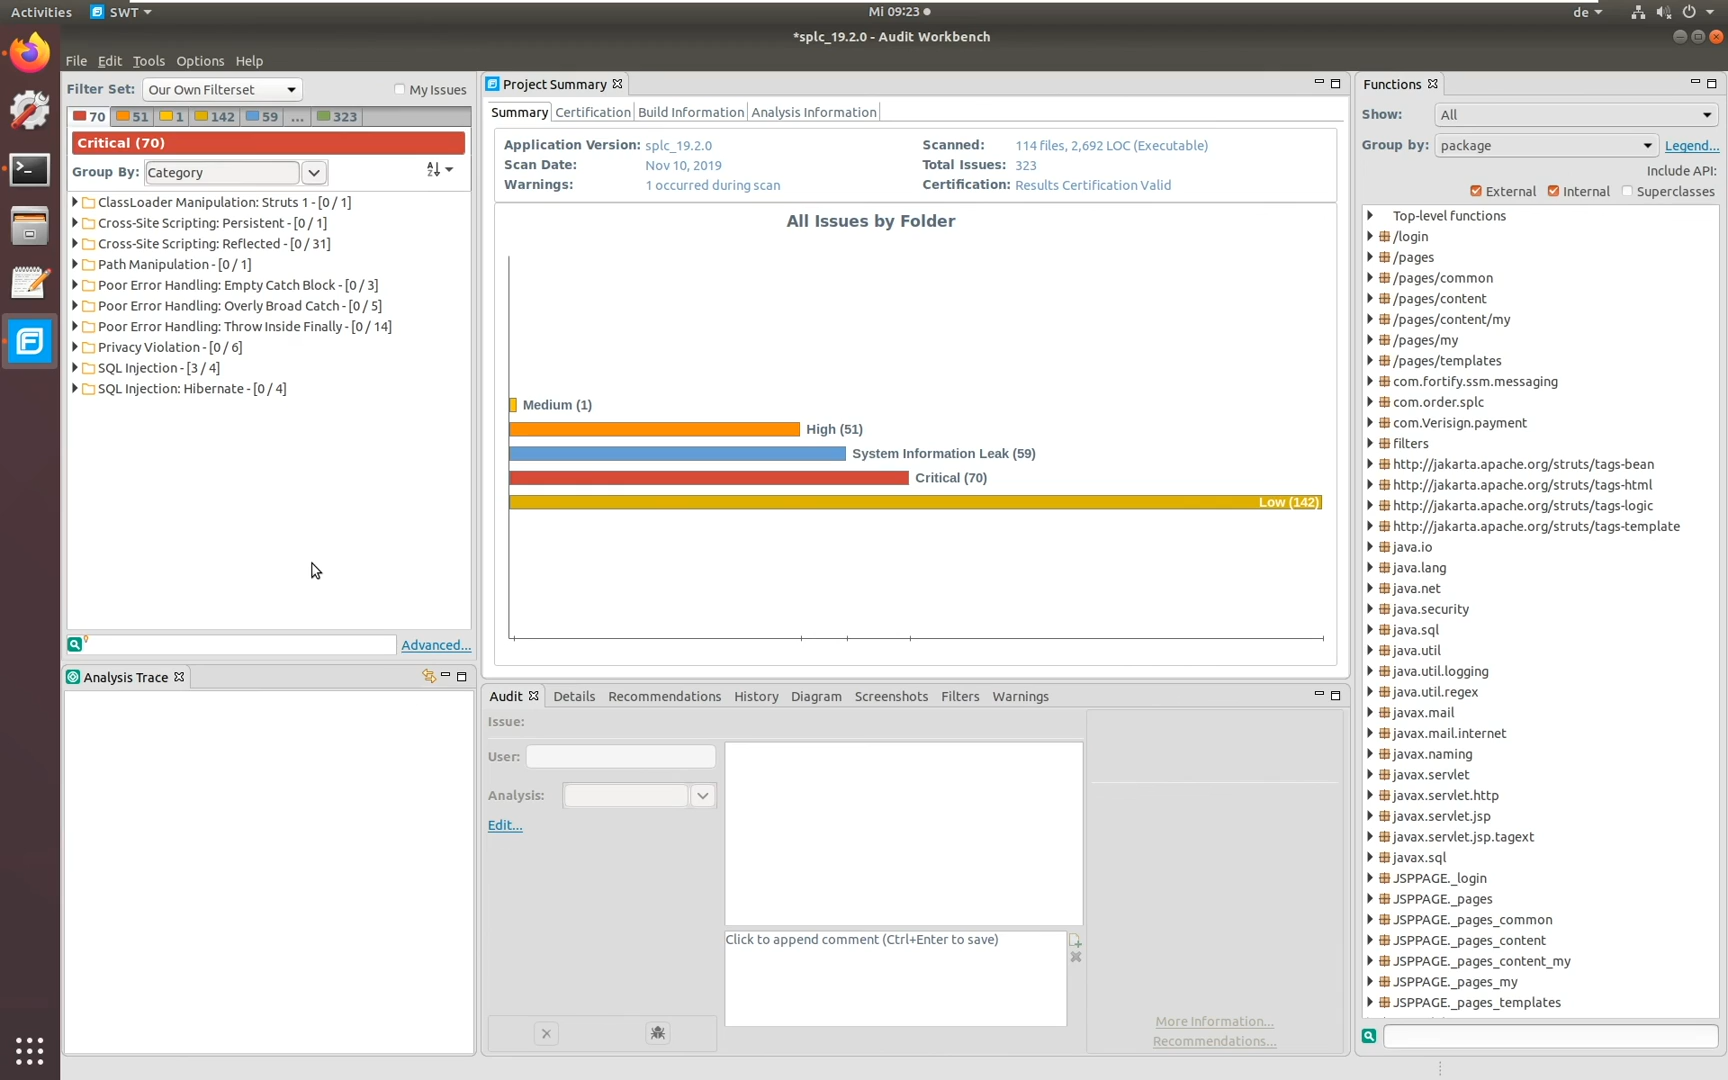 Activities SWT Mi 09:23 de
*splc_19.2.0 - Audit Workbench
File Edit Tools Options Help
Filter Set: Our Own Filterset My Issues
70 51 1 142 59 ... 323
Critical (70)
Group By: Category
ClassLoader Manipulation: Struts 1 - [0 / 1]
Cross-Site Scripting: Persistent - [0 / 1]
Cross-Site Scripting: Reflected - [0 / 31]
Path Manipulation - [0 / 1]
Poor Error Handling: Empty Catch Block - [0 / 3]
Poor Error Handling: Overly Broad Catch - [0 / 5]
Poor Error Handling: Throw Inside Finally - [0 / 14]
Privacy Violation - [0 / 6]
SQL Injection - [3 / 4]
SQL Injection: Hibernate - [0 / 4]
Advanced...
Analysis Trace
Project Summary
Summary Certification Build Information Analysis Information
Application Version: splc_19.2.0 Scanned: 114 files, 2,692 LOC (Executable)
Scan Date: Nov 10, 2019 Total Issues: 323
Warnings: 1 occurred during scan Certification: Results Certification Valid
All Issues by Folder
Medium (1)
High (51)
System Information Leak (59)
Critical (70)
Low (142)
Audit Details Recommendations History Diagram Screenshots Filters Warnings
Issue:
User:
Analysis:
Edit...
Click to append comment (Ctrl+Enter to save)
More Information...
Recommendations...
Functions
Show: All
Group by: package Legend...
Include API:
External Internal Superclasses
Top-level functions
/login
/pages
/pages/common
/pages/content
/pages/content/my
/pages/my
/pages/templates
com.fortify.ssm.messaging
com.order.splc
com.Verisign.payment
filters
http://jakarta.apache.org/struts/tags-bean
http://jakarta.apache.org/struts/tags-html
http://jakarta.apache.org/struts/tags-logic
http://jakarta.apache.org/struts/tags-template
java.io
java.lang
java.net
java.security
java.sql
java.util
java.util.logging
java.util.regex
javax.mail
javax.mail.internet
javax.naming
javax.servlet
javax.servlet.http
javax.servlet.jsp
javax.servlet.jsp.tagext
javax.sql
JSPPAGE._login
JSPPAGE._pages
JSPPAGE._pages_common
JSPPAGE._pages_content
JSPPAGE._pages_content_my
JSPPAGE._pages_my
JSPPAGE._pages_templates